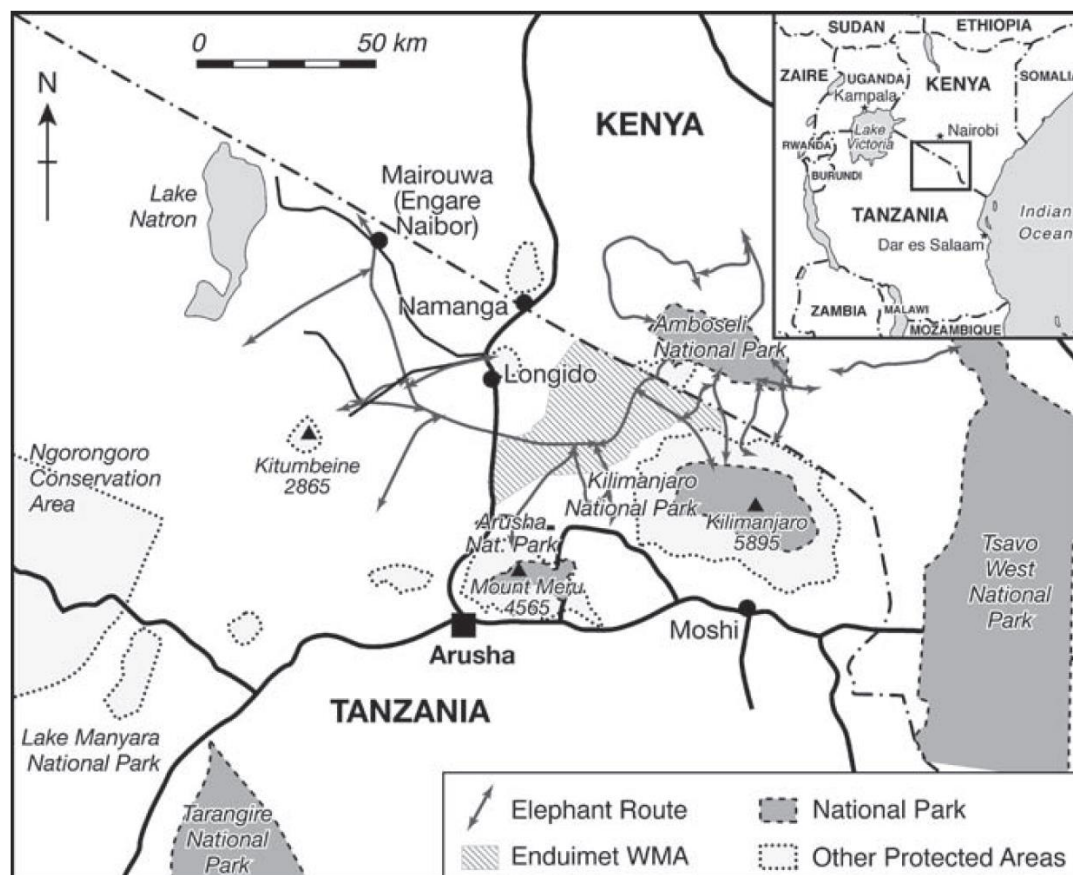 0 50 km
N
KENYA
Lake
Natron
Mairouwa
(Engare
Naibor)
Namanga
Longido
Amboseli
National Park
Kitumbeine
2865
Ngorongoro
Conservation
Area
Kilimanjaro
National Park
Kilimanjaro
5895
Arusha
Nat. Park
Mount Meru
4565
Arusha
Moshi
Tsavo
West
National
Park
TANZANIA
Lake Manyara
National Park
Tarangire
National
Park
SUDAN
ETHIOPIA
ZAIRE
UGANDA
Kampala
KENYA
SOMALIA
Lake
Victoria
Nairobi
RWANDA
BURUNDI
TANZANIA
Indian
Ocean
Dar es Salaam
ZAMBIA
MALAWI
MOZAMBIQUE
Elephant Route
National Park
Enduimet WMA
Other Protected Areas